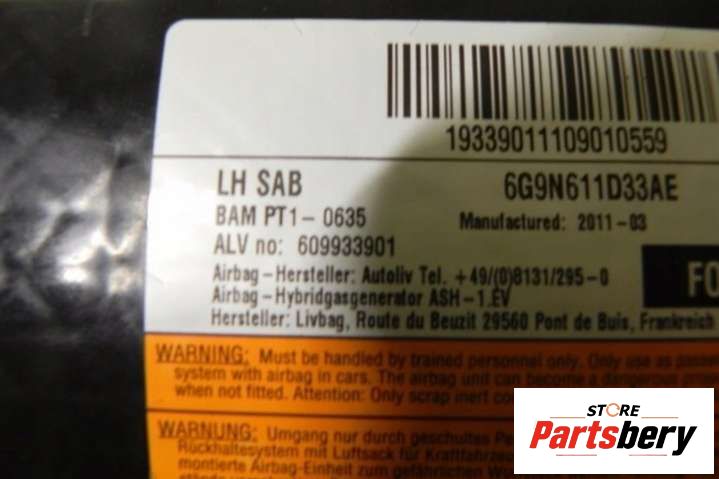 19339011109010559
LH SAB 6G9N611D33AE
BAM PT1-0635 Manufactured: 2011-03
ALV no: 609933901
Airbag-Hersteller: Autoliv Tel. +49/(0)8131/295-0
FO
Airbag-Hybridgasgenerator ASH-1.EV
Hersteller: Livbag, Route du Beuzit 29560 Pont de Buis, Frankreich
WARNING: Must be handled by trained personnel only. Only use as
system with airbag in cars. The airbag unit can become a dangerous
when not fitted. Attention: Only scrap inert
WARNUNG: Umgang nur durch geschultes
Rückhaltesystem mit Luftsack für
montierte Airbag-Einheit zum gefährlichen
STORE
Partsbery